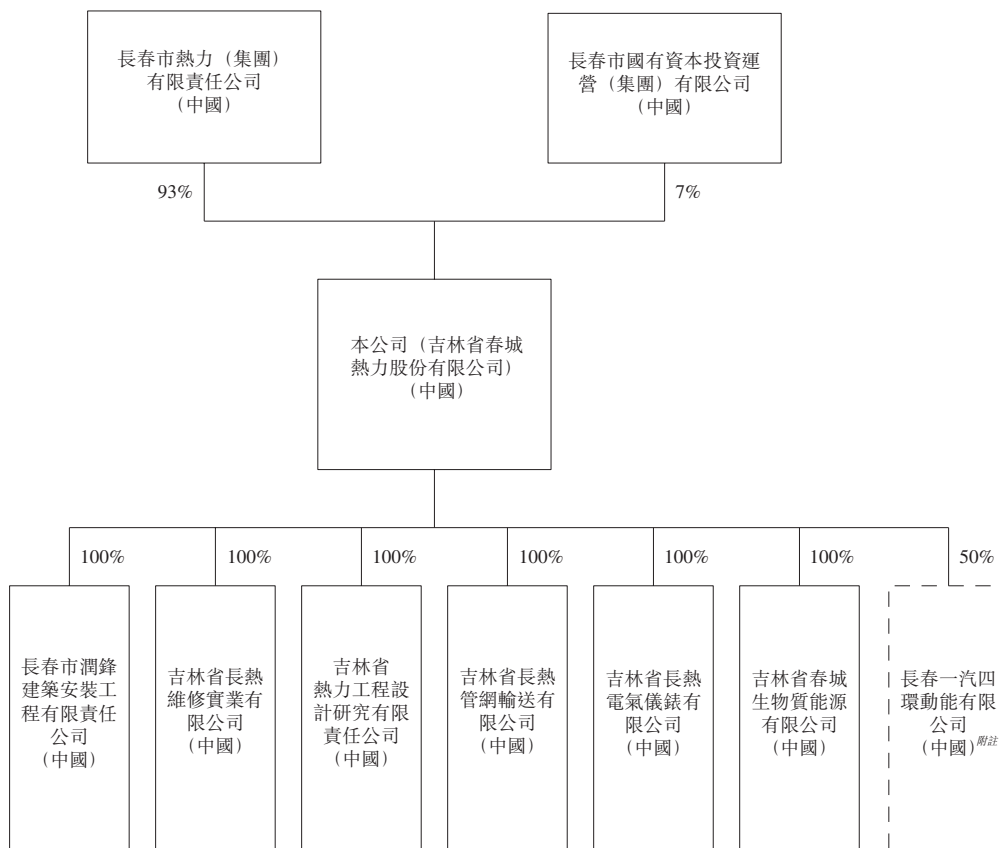 長春市熱力（集團）
有限責任公司
（中國）
長春市國有資本投資運
營（集團）有限公司
（中國）
93%
7%
本公司（吉林省春城
熱力股份有限公司）
（中國）
100%
100%
100%
100%
100%
100%
50%
長春市潤鋒
建築安裝工
程有限責任
公司
（中國）
吉林省長熱
維修實業有
限公司
（中國）
吉林省
熱力工程設
計研究有限
責任公司
（中國）
吉林省長熱
管網輸送有
限公司
（中國）
吉林省長熱
電氣儀錶有
限公司
（中國）
吉林省春城
生物質能源
有限公司
（中國）
長春一汽四
環動能有限
公司
（中國）附註